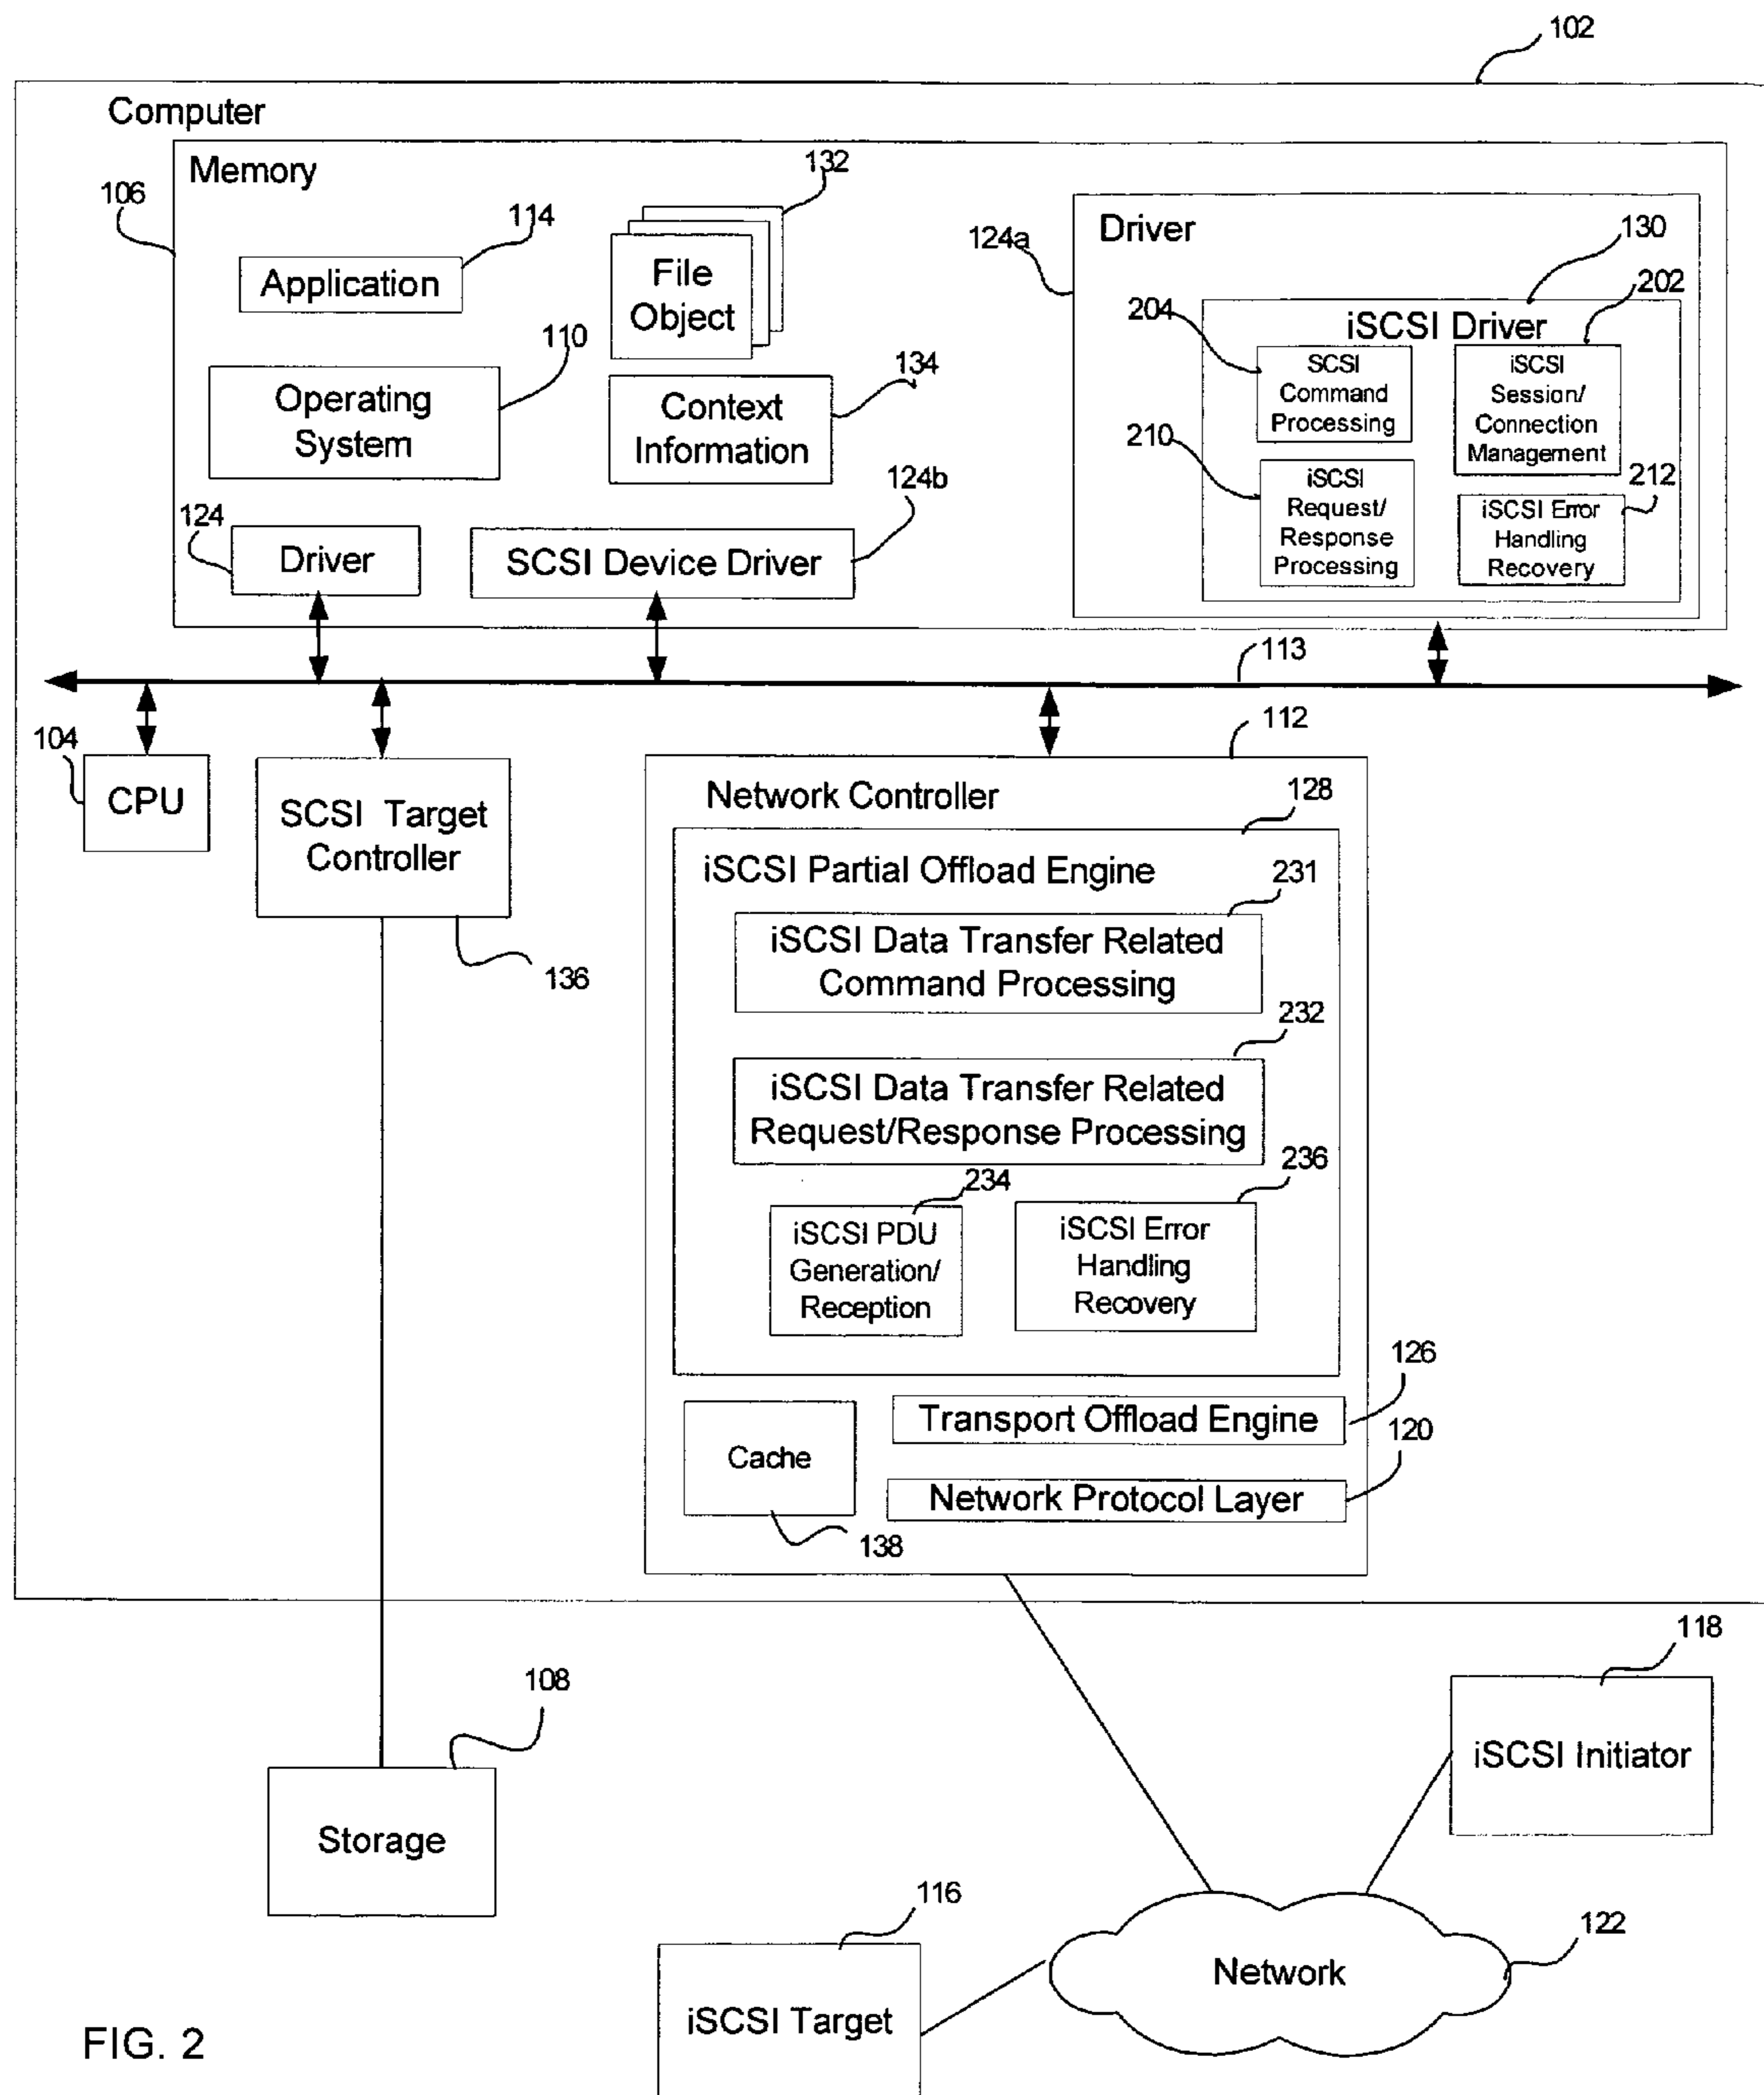 102
Computer
Memory
132
106
114
Application
File
Object
110
Operating
System
134
Context
Information
124b
124
Driver
SCSI Device Driver
124a
Driver
130
202
204
iSCSI Driver
SCSI
Command
Processing
iSCSI
Session/
Connection
Management
210
iSCSI
Request/
Response
Processing
212
iSCSI Error
Handling
Recovery
113
104
CPU
SCSI Target
Controller
136
112
Network Controller
128
iSCSI Partial Offload Engine
231
iSCSI Data Transfer Related
Command Processing
232
iSCSI Data Transfer Related
Request/Response Processing
234
236
iSCSI PDU
Generation/
Reception
iSCSI Error
Handling
Recovery
126
Transport Offload Engine
Cache
120
Network Protocol Layer
138
118
108
iSCSI Initiator
Storage
116
122
Network
iSCSI Target
FIG. 2